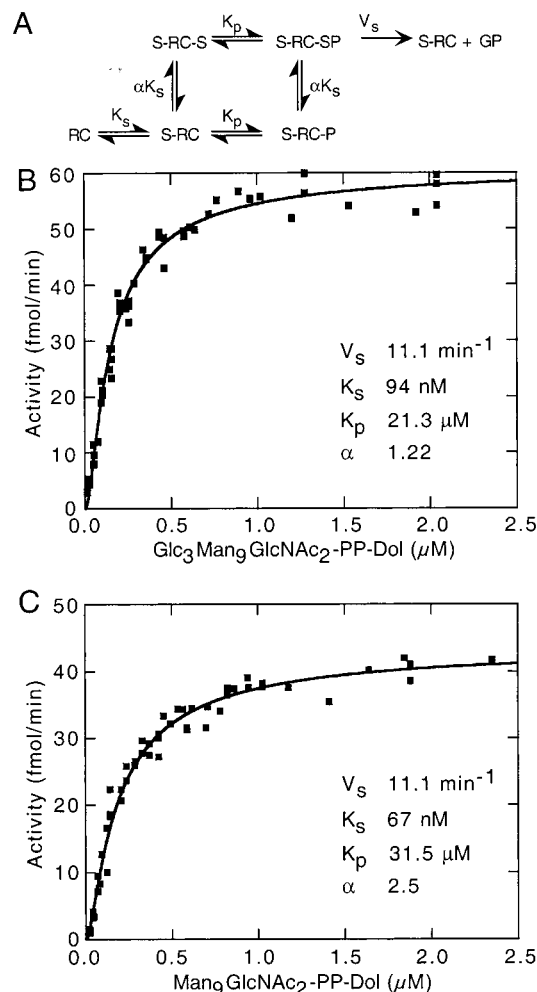 A
S-RC-S Kp S-RC-SP Vs S-RC + GP
αKs αKs
RC Ks S-RC Kp S-RC-P
B
60
50
40
30
20
10
0
Activity (fmol/min)
Vs 11.1 min⁻¹
Ks 94 nM
Kp 21.3 μM
α 1.22
0.0 0.5 1.0 1.5 2.0 2.5
Glc₃Man₉GlcNAc₂-PP-Dol (μM)
C
50
40
30
20
10
0
Activity (fmol/min)
Vs 11.1 min⁻¹
Ks 67 nM
Kp 31.5 μM
α 2.5
0.0 0.5 1.0 1.5 2.0 2.5
Man₉GlcNAc₂-PP-Dol (μM)